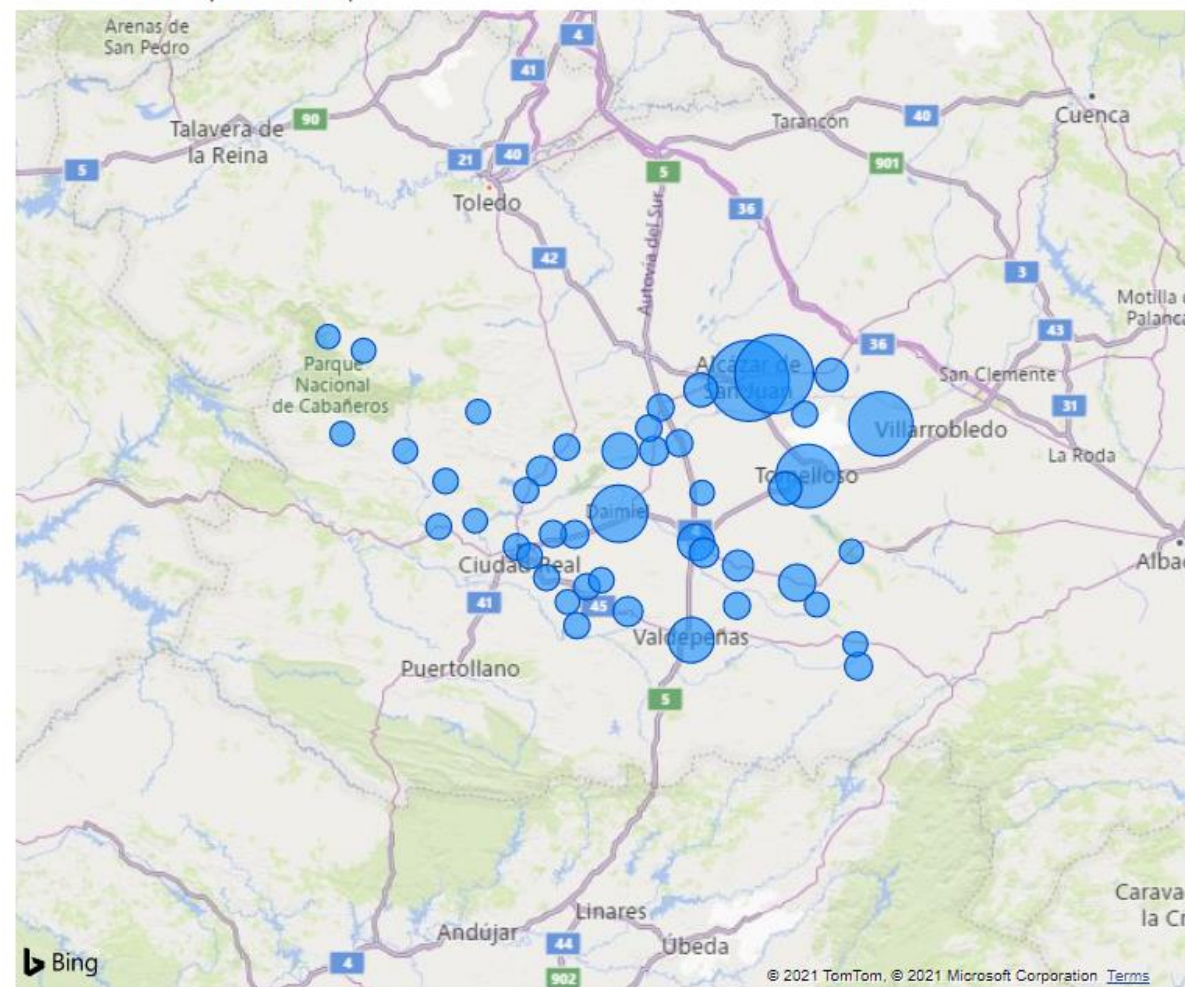 Arenas de
San Pedro
4
41
90
Talavera de
la Reina
5
21
40
Toledo
5
Tarancón
40
Cuenca
901
36
42
Autovía del Sur
3
Motilla
Palanca
43
36
Parque
Nacional
de Cabañeros
Alcázar de
San Juan
San Clemente
31
Villarrobledo
La Roda
Tomelloso
Daimiel
Ciudad Real
Alba
41
45
Valdepeñas
Puertollano
5
Carava
la Cr
Linares
Andújar
44
Úbeda
4
902
Bing
© 2021 TomTom, © 2021 Microsoft Corporation Terms